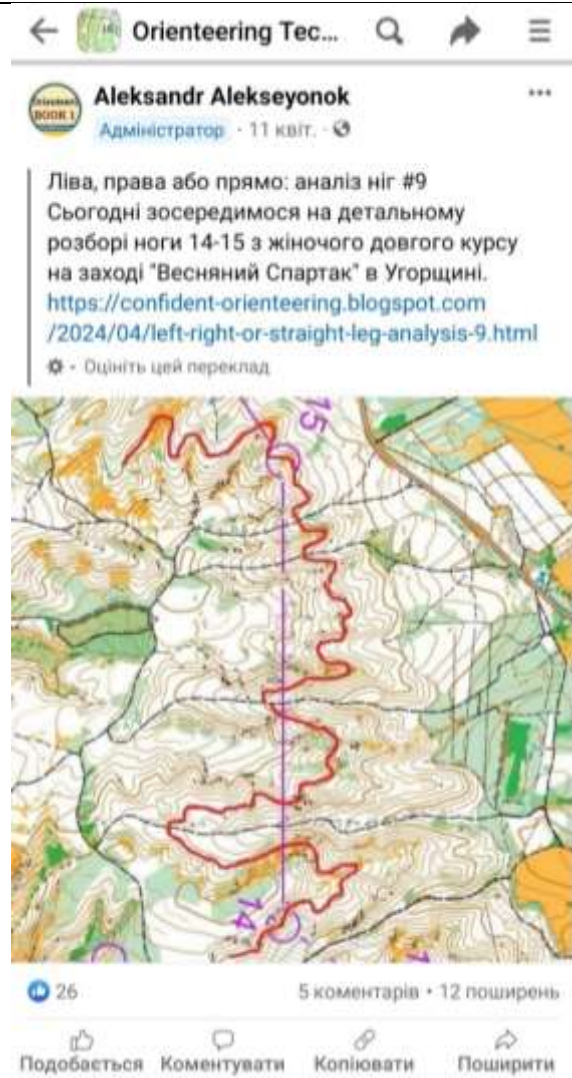 Orienteering Tec...
BOOK 1
Aleksandr Alekseyonok
Адміністратор · 11 квіт. ·
Ліва, права або прямо: аналіз ніг #9
Сьогодні зосередимося на детальному
розборі ноги 14-15 з жіночого довгого курсу
на заході "Весняний Спартак" в Угорщині.
https://confident-orienteering.blogspot.com
/2024/04/left-right-or-straight-leg-analysis-9.html
· Оцініть цей переклад
15
14
26
5 коментарів · 12 поширень
Подобається Коментувати Копіювати Поширити